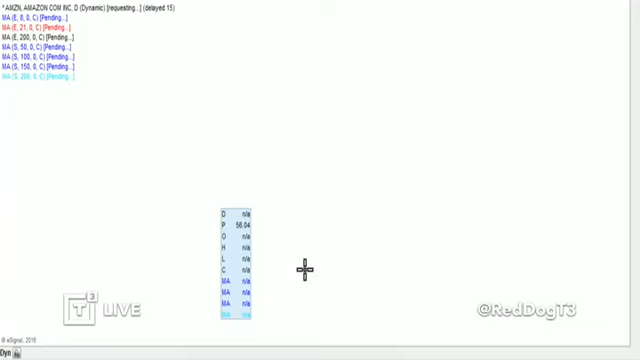 *AMZN, AMAZON COM INC, D (Dynamic) [requesting...] (delayed 15)
MA (E, 8, 0, C) [Pending...]
MA (E, 21, 0, C) [Pending...]
MA (E, 200, 0, C) [Pending...]
MA (S, 50, 0, C) [Pending...]
MA (S, 100, 0, C) [Pending...]
MA (S, 150, 0, C) [Pending...]
MA (S, 200, 0, C) [Pending...]
D n/a
P 56.04
O n/a
H n/a
L n/a
C n/a
MA n/a
MA n/a
MA n/a
MA n/a
T3 LIVE
@RedDogT3
© eSignal, 2016
Dyn